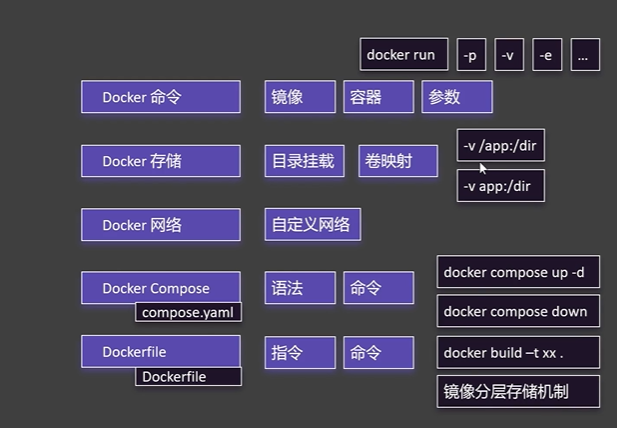 docker run -p -v -e ...
Docker 命令 镜像 容器 参数
Docker 存储 目录挂载 卷映射 -v /app:/dir
-v app:/dir
Docker 网络 自定义网络
Docker Compose 语法 命令 docker compose up -d
compose.yaml docker compose down
Dockerfile 指令 命令 docker build –t xx .
Dockerfile 镜像分层存储机制